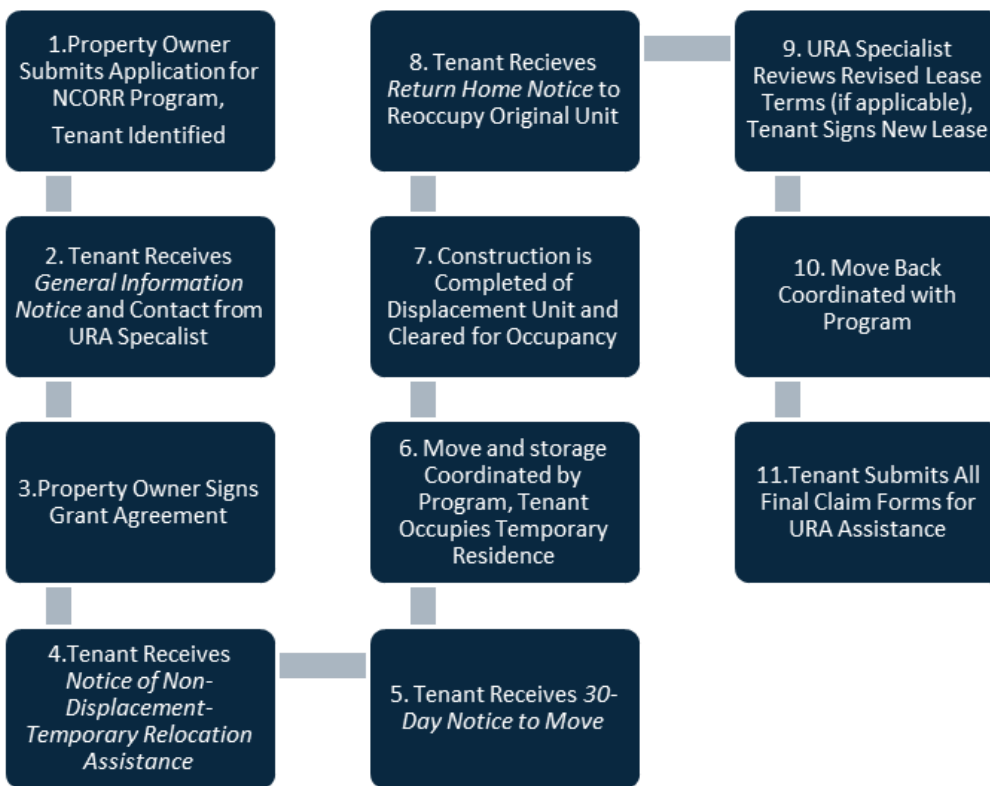 1.Property Owner
Submits Application for
NCORR Program,
Tenant Identified
2. Tenant Receives
General Information
Notice and Contact from
URA Specalist
3.Property Owner Signs
Grant Agreement
4.Tenant Receives
Notice of Non-
Displacement-
Temporary Relocation
Assistance
5. Tenant Receives 30-
Day Notice to Move
6. Move and storage
Coordinated by
Program, Tenant
Occupies Temporary
Residence
7. Construction is
Completed of
Displacement Unit and
Cleared for Occupancy
8. Tenant Recieves
Return Home Notice to
Reoccupy Original Unit
9. URA Specialist
Reviews Revised Lease
Terms (if applicable),
Tenant Signs New Lease
10. Move Back
Coordinated with
Program
11.Tenant Submits All
Final Claim Forms for
URA Assistance